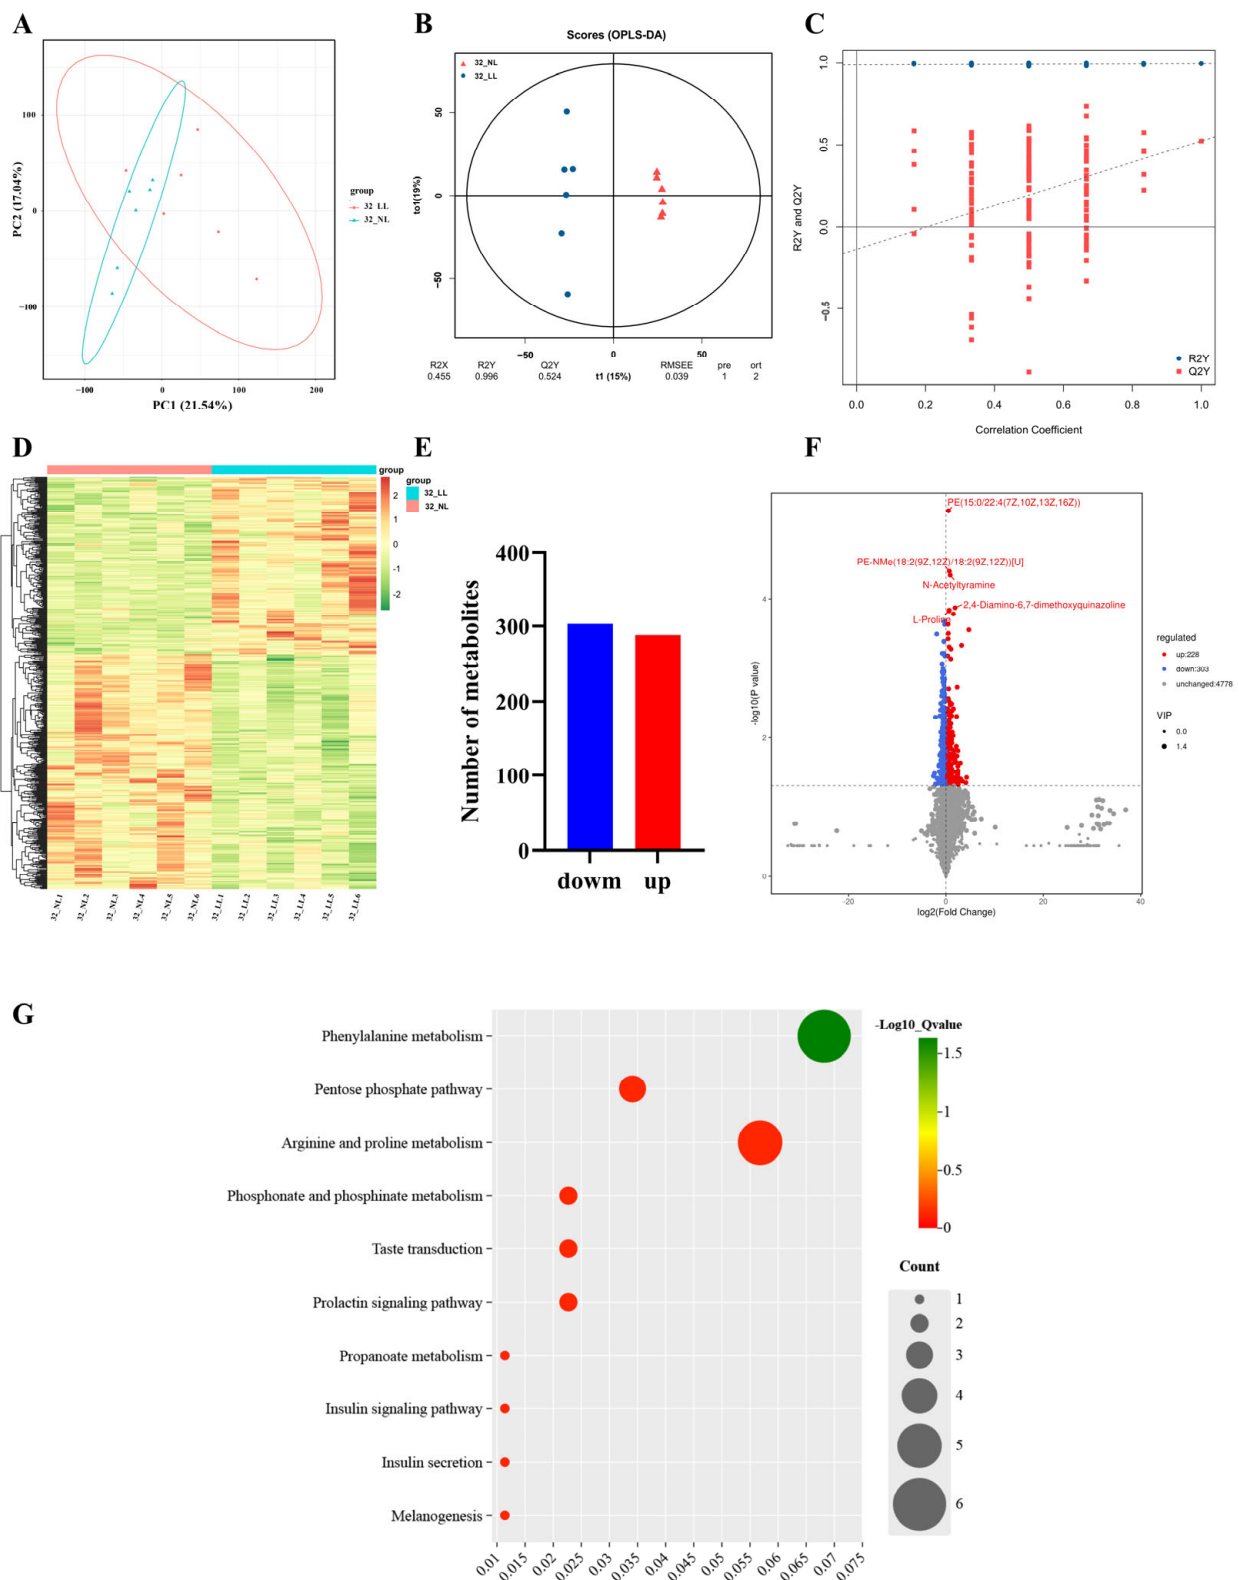 A
100
0
−100
−100
0
100
200
PC1 (21.54%)
PC2 (17.04%)
group
32_LL
32_NL
B
Scores (OPLS-DA)
32_NL
32_LL
50
0
−50
to1(19%)
−50
0
50
R2X R2Y Q2Y RMSEE pre ort
0.455 0.996 0.524 t1 (15%) 0.039 1 2
C
1.0
0.5
0.0
−0.5
R2Y and Q2Y
R2Y
Q2Y
0.0 0.2 0.4 0.6 0.8 1.0
Correlation Coefficient
D
group
2
1
0
-1
-2
group
32_LL
32_NL
32_NL1
32_NL2
32_NL3
32_NL4
32_NL5
32_NL6
32_LL1
32_LL2
32_LL3
32_LL4
32_LL5
32_LL6
E
400
300
200
100
0
Number of metabolites
dowm
up
F
PE(15:0/22:4(7Z,10Z,13Z,16Z))
PE-NMe(18:2(9Z,12Z)/18:2(9Z,12Z))[U]
N-Acetyltyramine
2,4-Diamino-6,7-dimethoxyquinazoline
L-Proline
4
2
0
-log10(P value)
-20
0
20
40
log2(Fold Change)
regulated
up:228
down:303
unchanged:4778
VIP
0.0
1.4
G
Phenylalanine metabolism
Pentose phosphate pathway
Arginine and proline metabolism
Phosphonate and phosphinate metabolism
Taste transduction
Prolactin signaling pathway
Propanoate metabolism
Insulin signaling pathway
Insulin secretion
Melanogenesis
0.01
0.015
0.02
0.025
0.03
0.035
0.04
0.045
0.05
0.055
0.06
0.065
0.07
0.075
-Log10_Qvalue
1.5
1
0.5
0
Count
1
2
3
4
5
6